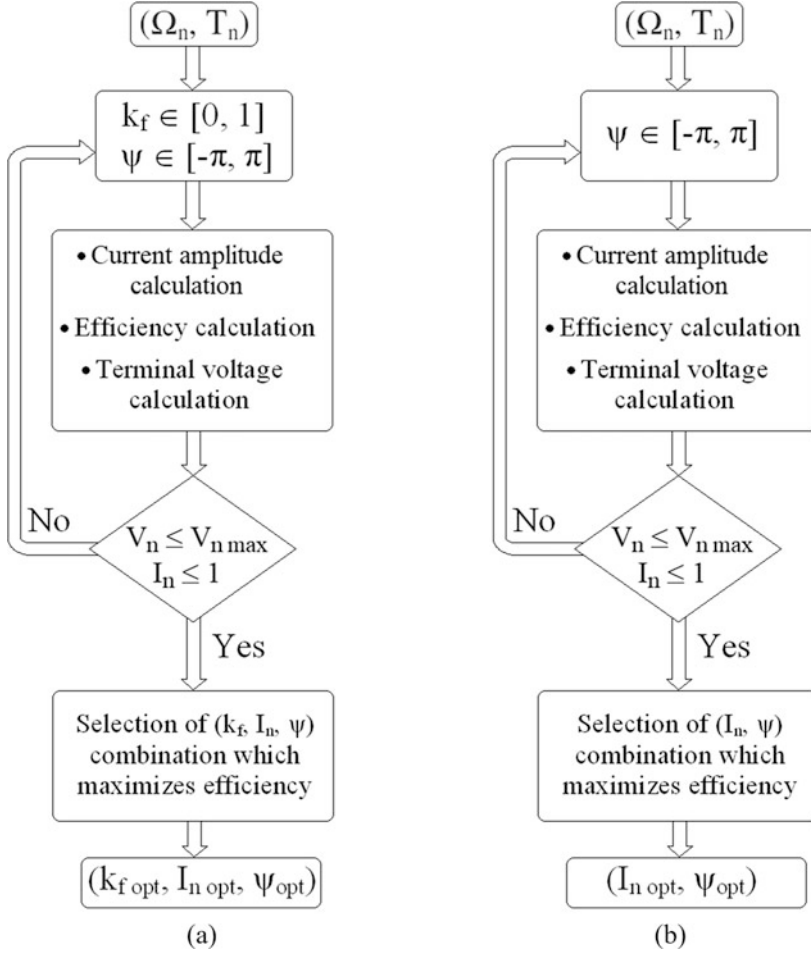 (Ωn, Tn)
kf ∈ [0, 1]
ψ ∈ [-π, π]
• Current amplitude
calculation
• Efficiency calculation
• Terminal voltage
calculation
No
Vn ≤ Vn max
In ≤ 1
Yes
Selection of (kf, In, ψ)
combination which
maximizes efficiency
(kf opt, In opt, ψopt)
(a)
(Ωn, Tn)
ψ ∈ [-π, π]
• Current amplitude
calculation
• Efficiency calculation
• Terminal voltage
calculation
No
Vn ≤ Vn max
In ≤ 1
Yes
Selection of (In, ψ)
combination which
maximizes efficiency
(In opt, ψopt)
(b)